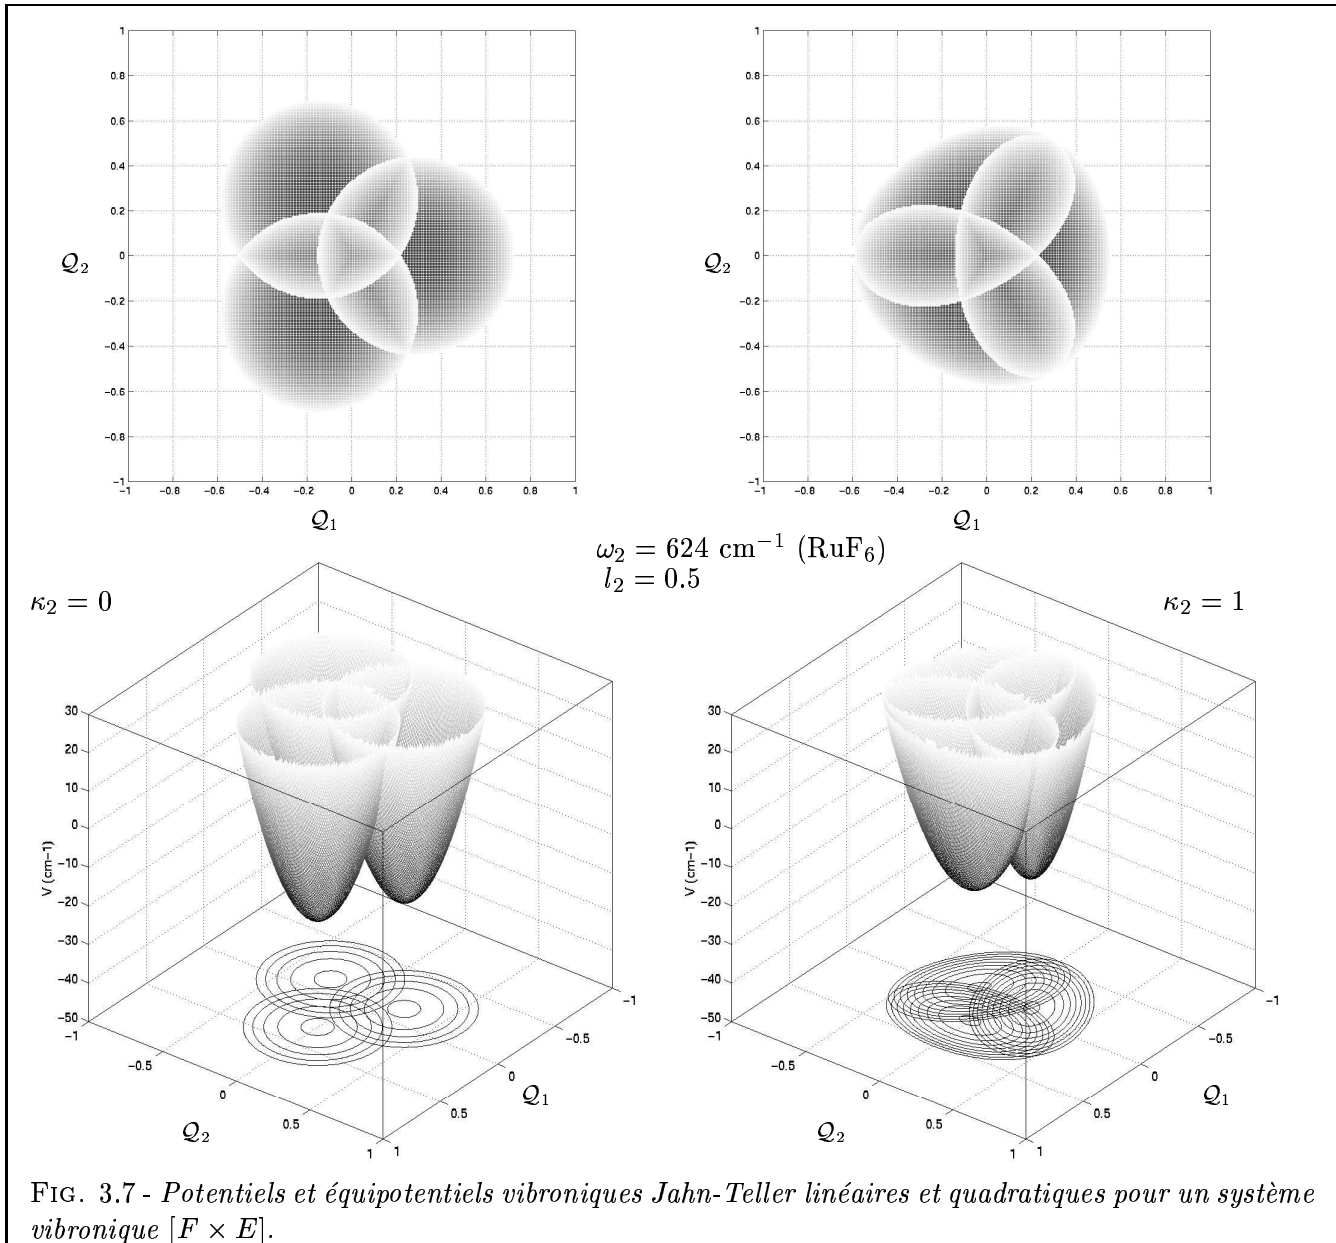 1
0.8
0.6
0.4
0.2
0
−0.2
−0.4
−0.6
−0.8
−1
−1 −0.8 −0.6 −0.4 −0.2 0 0.2 0.4 0.6 0.8 1
𝒬₂
𝒬₁
1
0.8
0.6
0.4
0.2
0
−0.2
−0.4
−0.6
−0.8
−1
−1 −0.8 −0.6 −0.4 −0.2 0 0.2 0.4 0.6 0.8 1
𝒬₂
𝒬₁
ω₂ = 624 cm⁻¹ (RuF₆)
l₂ = 0.5
κ₂ = 0
κ₂ = 1
30
20
10
0
−10
−20
−30
−40
−50
V (cm−1)
−1 −0.5 0 0.5 1
𝒬₂
1 0.5 0 −0.5 −1
𝒬₁
30
20
10
0
−10
−20
−30
−40
−50
V (cm−1)
−1 −0.5 0 0.5 1
𝒬₂
1 0.5 0 −0.5 −1
𝒬₁
FIG. 3.7 - Potentiels et équipotentiels vibroniques Jahn-Teller linéaires et quadratiques pour un système
vibronique [F × E].